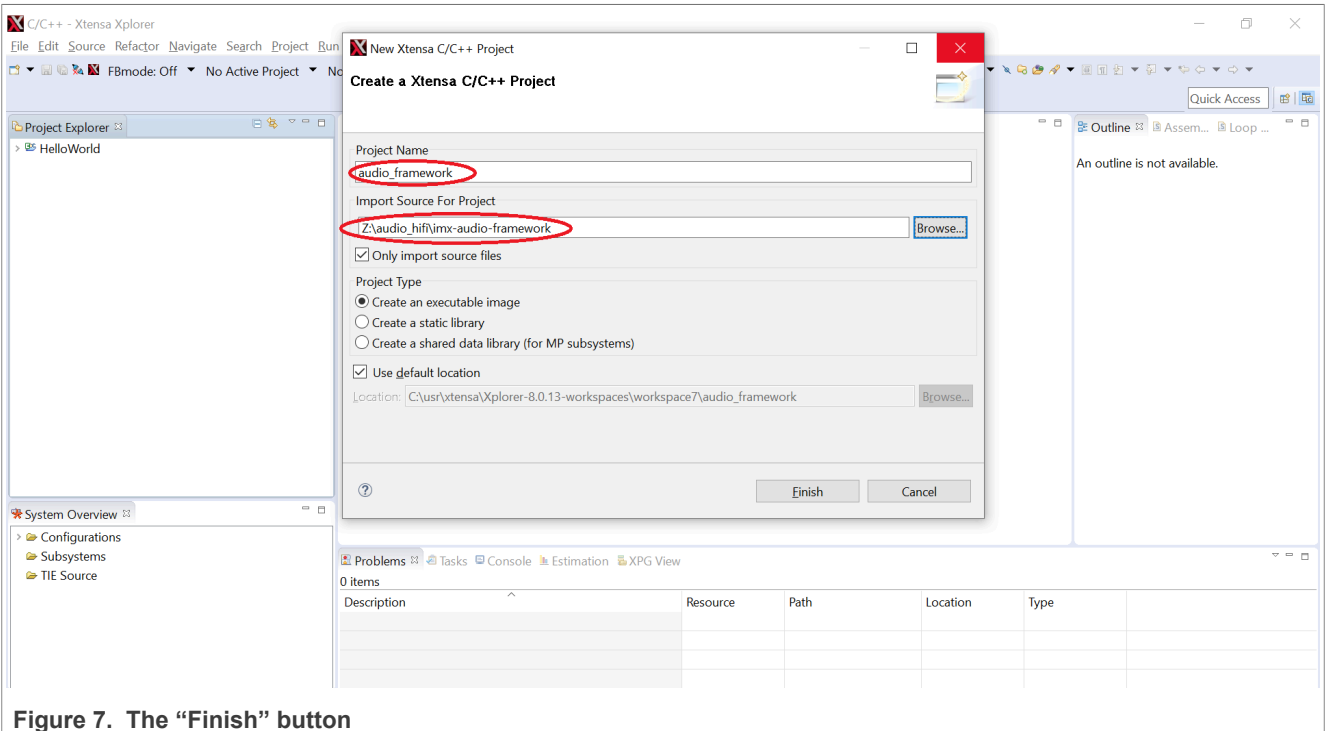 C/C++ - Xtensa Xplorer
File Edit Source Refactor Navigate Search Project Run
FBmode: Off No Active Project No
Quick Access
Project Explorer
HelloWorld
New Xtensa C/C++ Project
Create a Xtensa C/C++ Project
Project Name
audio_framework
Import Source For Project
Z:\audio_hifi\imx-audio-framework Browse...
Only import source files
Project Type
Create an executable image
Create a static library
Create a shared data library (for MP subsystems)
Use default location
Location: C:\usr\xtensa\Xplorer-8.0.13-workspaces\workspace7\audio_framework Browse...
Finish Cancel
Outline Assem... Loop ...
An outline is not available.
System Overview
Configurations
Subsystems
TIE Source
Problems Tasks Console Estimation XPG View
0 items
Description Resource Path Location Type
Figure 7. The “Finish” button